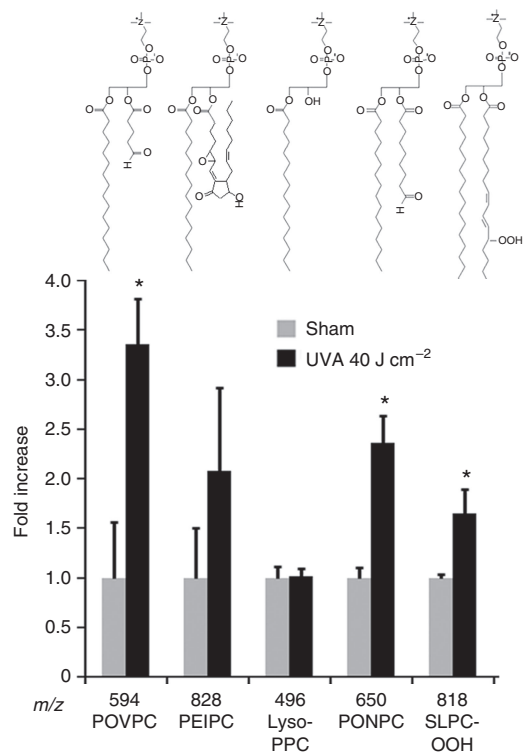 OH
–OOH
4.0
3.5
3.0
2.5
2.0
1.5
1.0
0.5
0
Fold increase
Sham
UVA 40 J cm⁻²
*
*
*
m/z
594
POVPC
828
PEIPC
496
Lyso-
PPC
650
PONPC
818
SLPC-
OOH